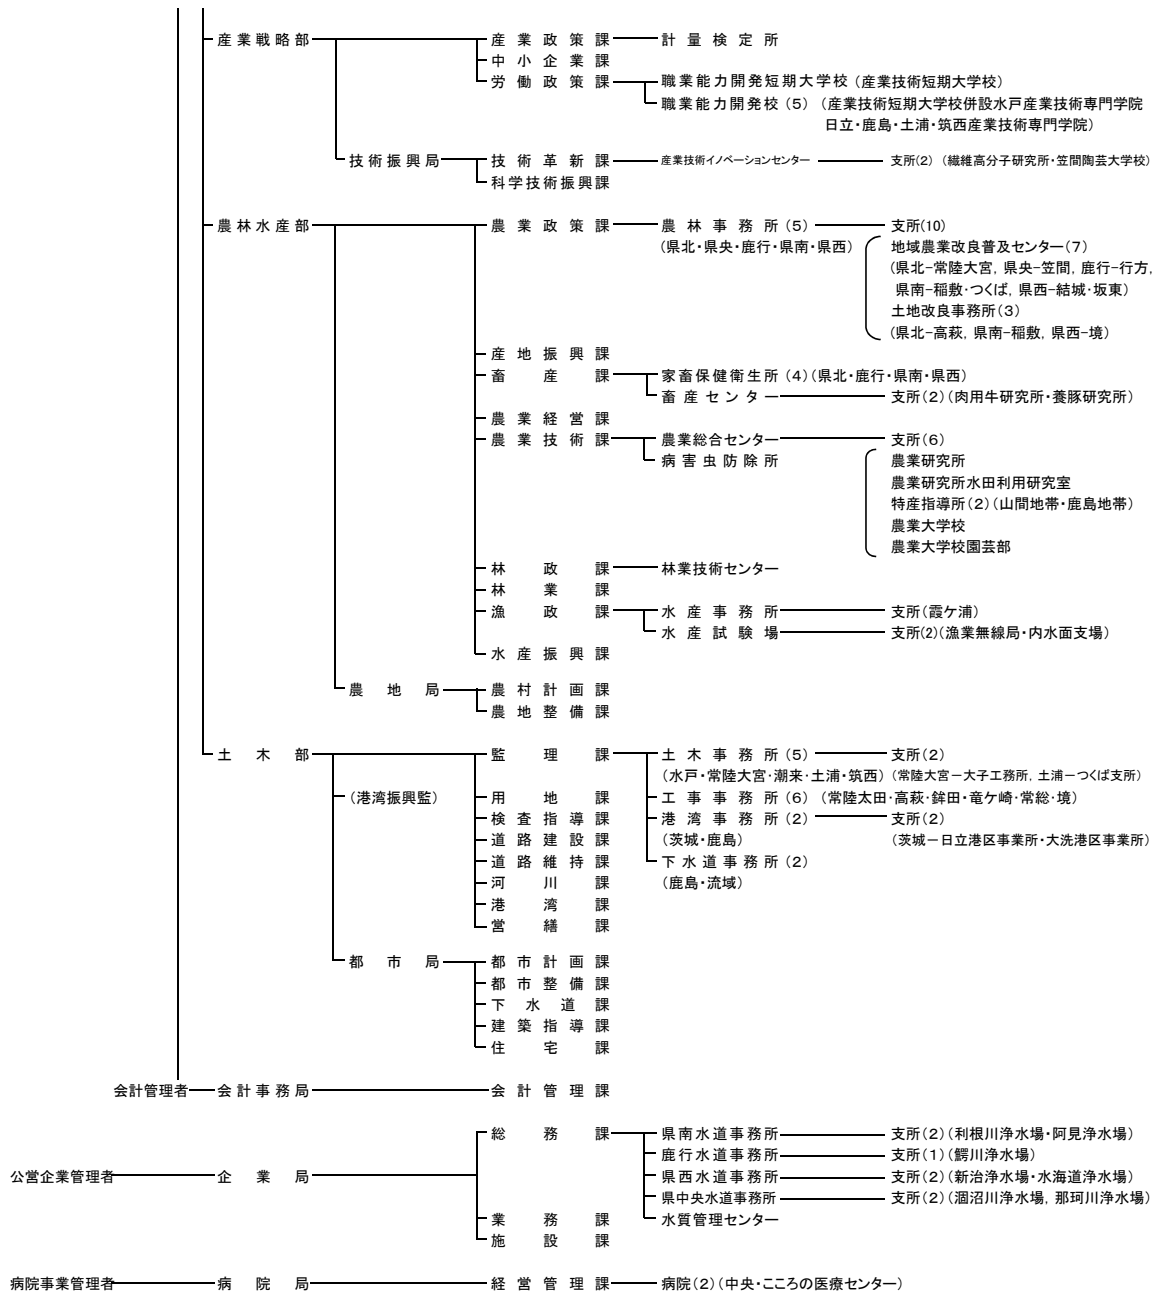 産業戦略部 産業政策課 計量検定所
中小企業課
労働政策課 職業能力開発短期大学校（産業技術短期大学校）
職業能力開発校（5）（産業技術短期大学校併設水戸産業技術専門学院
日立・鹿島・土浦・筑西産業技術専門学院）
技術振興局 技術革新課 産業技術イノベーションセンター 支所(2)（繊維高分子研究所・笠間陶芸大学校）
科学技術振興課
農林水産部 農業政策課 農林事務所（5） 支所(10)
（県北・県央・鹿行・県南・県西） 地域農業改良普及センター（7）
（県北-常陸大宮, 県央-笠間, 鹿行-行方,
県南-稲敷・つくば, 県西-結城・坂東）
土地改良事務所（3）
（県北-高萩, 県南-稲敷, 県西-境）
産地振興課
畜産課 家畜保健衛生所（4）（県北・鹿行・県南・県西）
畜産センター 支所（2）（肉用牛研究所・養豚研究所）
農業経営課
農業技術課 農業総合センター 支所（6）
病害虫防除所 農業研究所
農業研究所水田利用研究室
特産指導所（2）（山間地帯・鹿島地帯）
農業大学校
農業大学校園芸部
林政課 林業技術センター
林業課
漁政課 水産事務所 支所（霞ケ浦）
水産試験場 支所(2)（漁業無線局・内水面支場）
水産振興課
農地局 農村計画課
農地整備課
土木部 監理課 土木事務所（5） 支所（2）
（水戸・常陸大宮・潮来・土浦・筑西）（常陸大宮－大子工務所, 土浦－つくば支所）
（港湾振興監） 用地課 工事事務所（6）（常陸太田・高萩・鉾田・竜ケ崎・常総・境）
検査指導課 港湾事務所（2） 支所（2）
道路建設課 （茨城・鹿島） （茨城－日立港区事業所・大洗港区事業所）
道路維持課 下水道事務所（2）
河川課 （鹿島・流域）
港湾課
営繕課
都市局 都市計画課
都市整備課
下水道課
建築指導課
住宅課
会計管理者 会計事務局 会計管理課
総務課 県南水道事務所 支所（2）（利根川浄水場・阿見浄水場）
鹿行水道事務所 支所（1）（鰐川浄水場）
公営企業管理者 企業局 県西水道事務所 支所（2）（新治浄水場・水海道浄水場）
県中央水道事務所 支所（2）（涸沼川浄水場, 那珂川浄水場）
業務課 水質管理センター
施設課
病院事業管理者 病院局 経営管理課 病院（2）（中央・こころの医療センター）